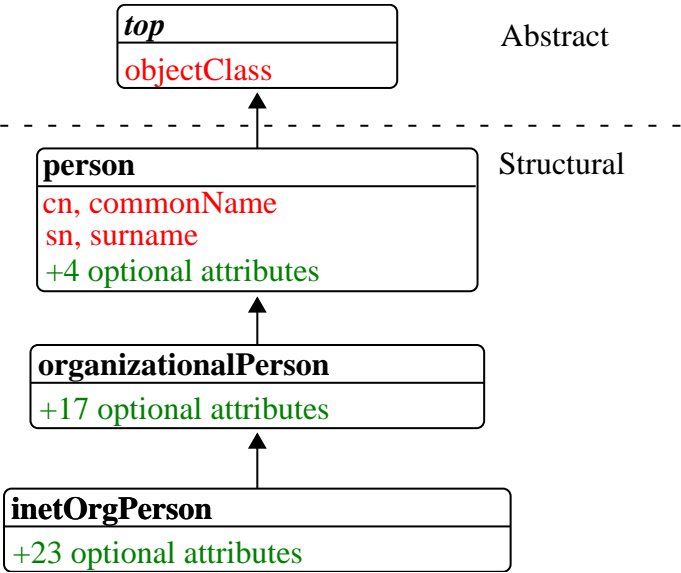 top
Abstract
objectClass
person
Structural
cn, commonName
sn, surname
+4 optional attributes
organizationalPerson
+17 optional attributes
inetOrgPerson
+23 optional attributes